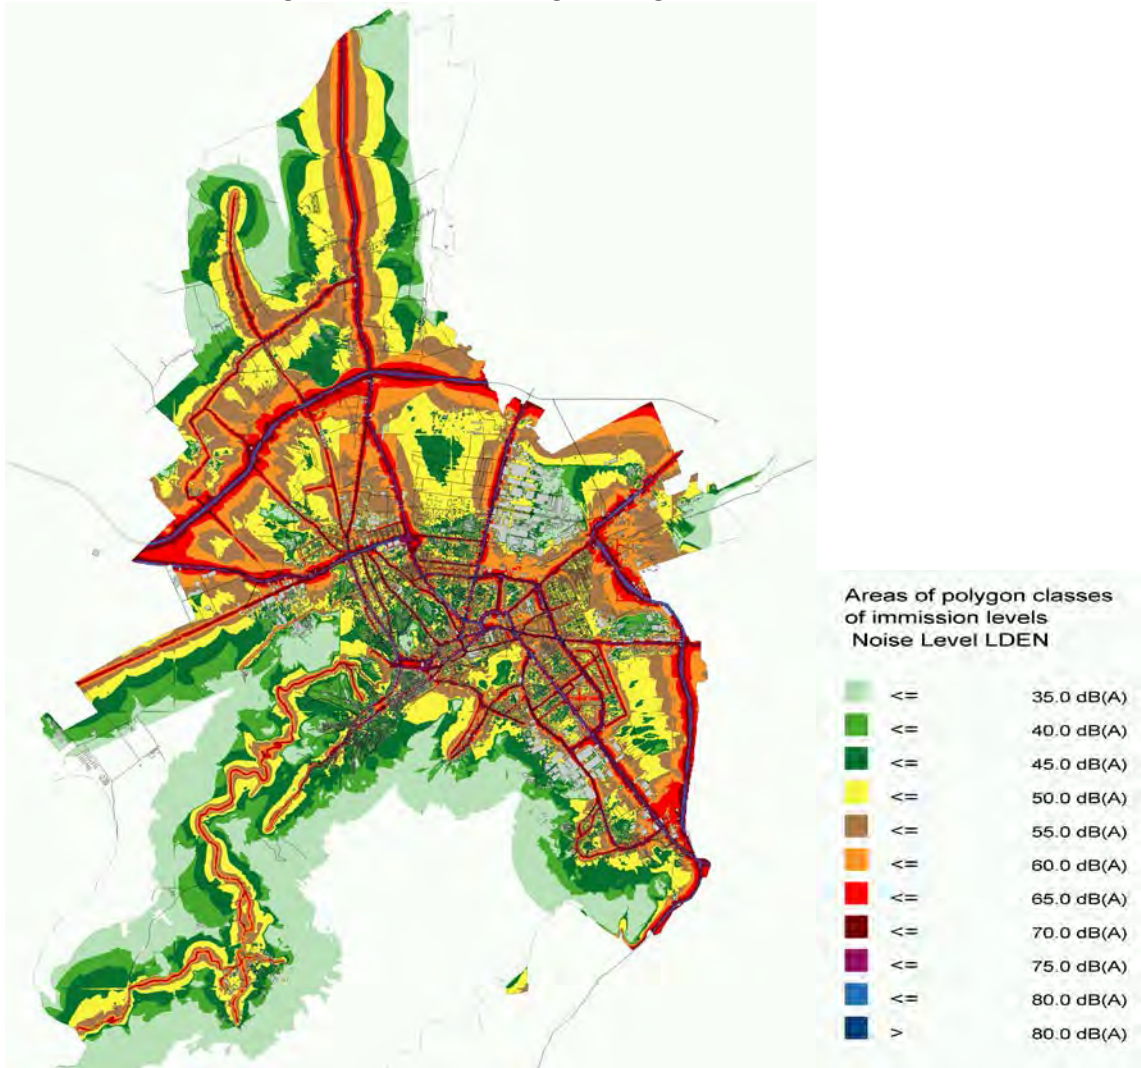 Areas of polygon classes
of immission levels
Noise Level LDEN
<= 35.0 dB(A)
<= 40.0 dB(A)
<= 45.0 dB(A)
<= 50.0 dB(A)
<= 55.0 dB(A)
<= 60.0 dB(A)
<= 65.0 dB(A)
<= 70.0 dB(A)
<= 75.0 dB(A)
<= 80.0 dB(A)
> 80.0 dB(A)